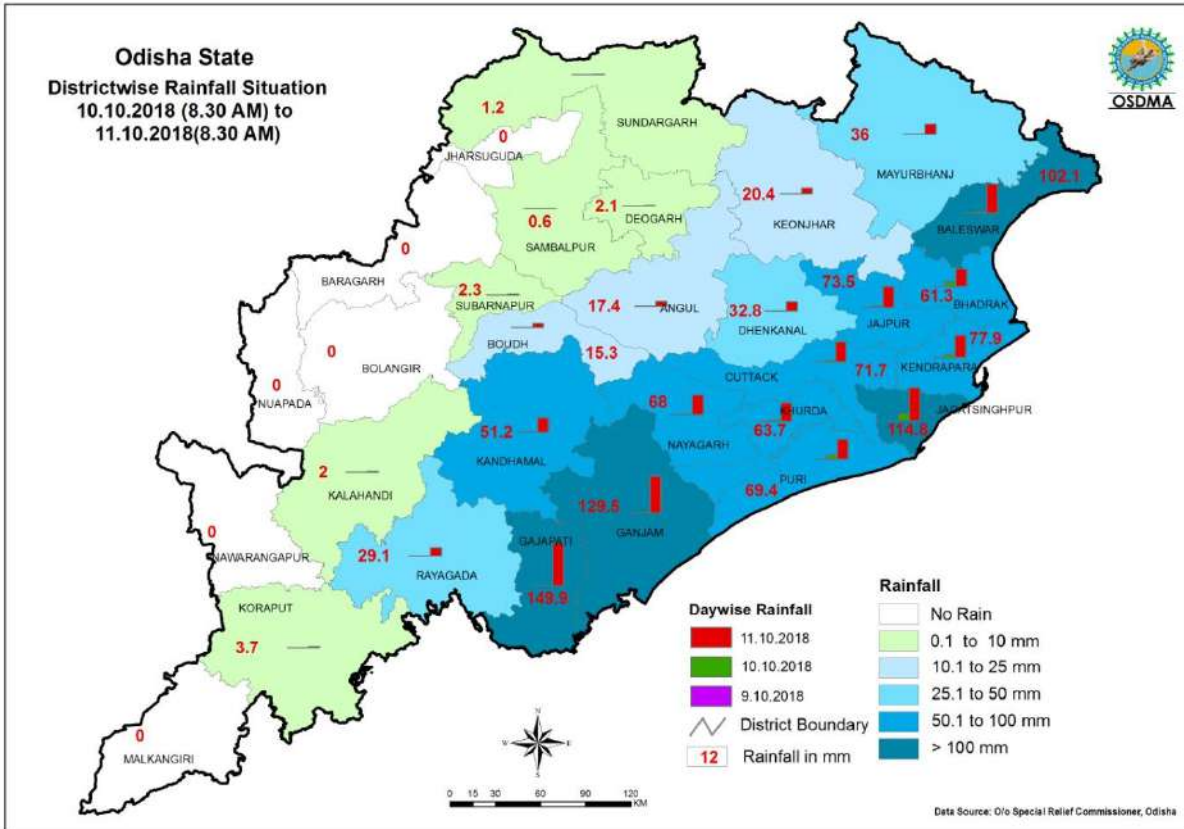 Odisha State
Districtwise Rainfall Situation
10.10.2018 (8.30 AM) to
11.10.2018(8.30 AM)
OSDMA
1.2
SUNDARGARH
0
JHARSUGUDA
36
MAYURBHANJ
102.1
BALESWAR
20.4
KEONJHAR
2.1
DEOGARH
0.6
SAMBALPUR
0
BARAGARH
2.3
SUBARNAPUR
17.4
ANGUL
32.8
DHENKANAL
73.5
JAJPUR
61.3
BHADRAK
BOUDH
15.3
0
BOLANGIR
0
NUAPADA
77.9
KENDRAPARA
71.7
CUTTACK
JAGATSINGHPUR
114.8
68
NAYAGARH
KHURDA
63.7
51.2
KANDHAMAL
PURI
69.4
2
KALAHANDI
129.5
GANJAM
GAJAPATI
149.9
0
NAWARANGAPUR
29.1
RAYAGADA
KORAPUT
3.7
0
MALKANGIRI
N
W E
S
0 15 30 60 90 120
KM
Daywise Rainfall
11.10.2018
10.10.2018
9.10.2018
District Boundary
12 Rainfall in mm
Rainfall
No Rain
0.1 to 10 mm
10.1 to 25 mm
25.1 to 50 mm
50.1 to 100 mm
> 100 mm
Data Source: O/o Special Relief Commissioner, Odisha